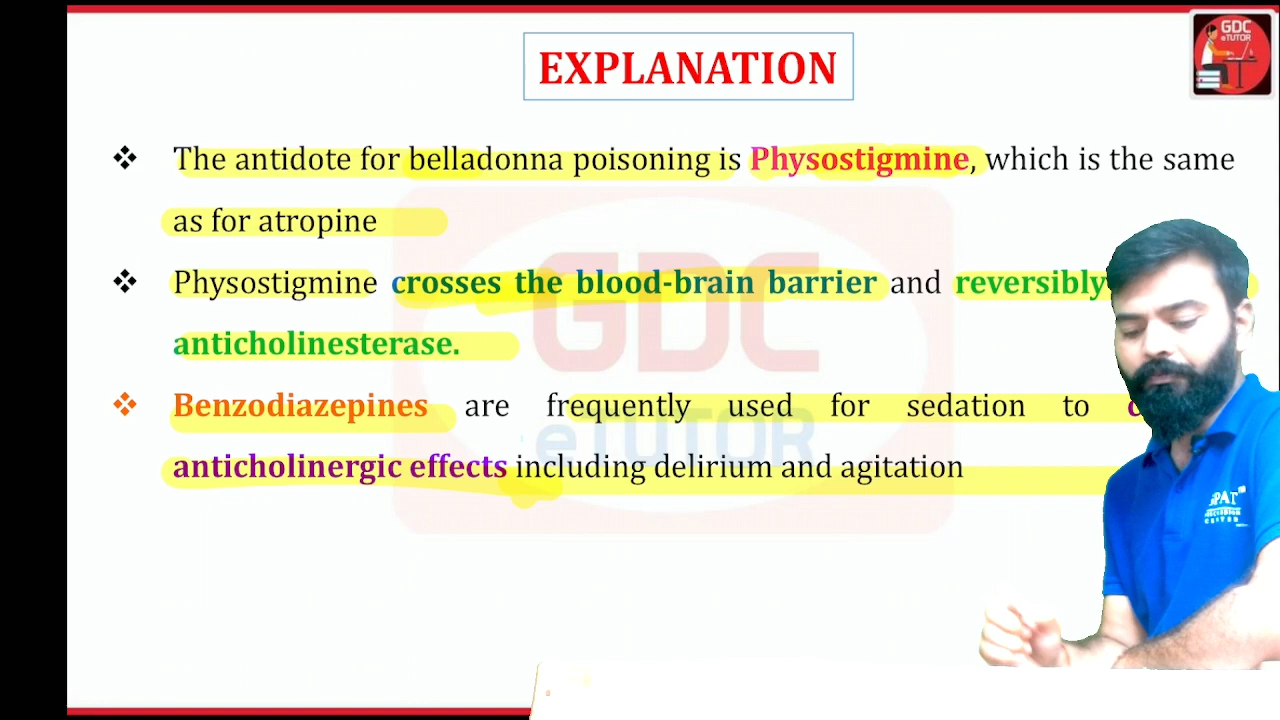 GDC
eTUTOR
EXPLANATION
❖ The antidote for belladonna poisoning is Physostigmine, which is the same
as for atropine
❖ Physostigmine crosses the blood-brain barrier and reversibly
anticholinesterase.
❖ Benzodiazepines are frequently used for sedation to
anticholinergic effects including delirium and agitation
GDC
eTUTOR